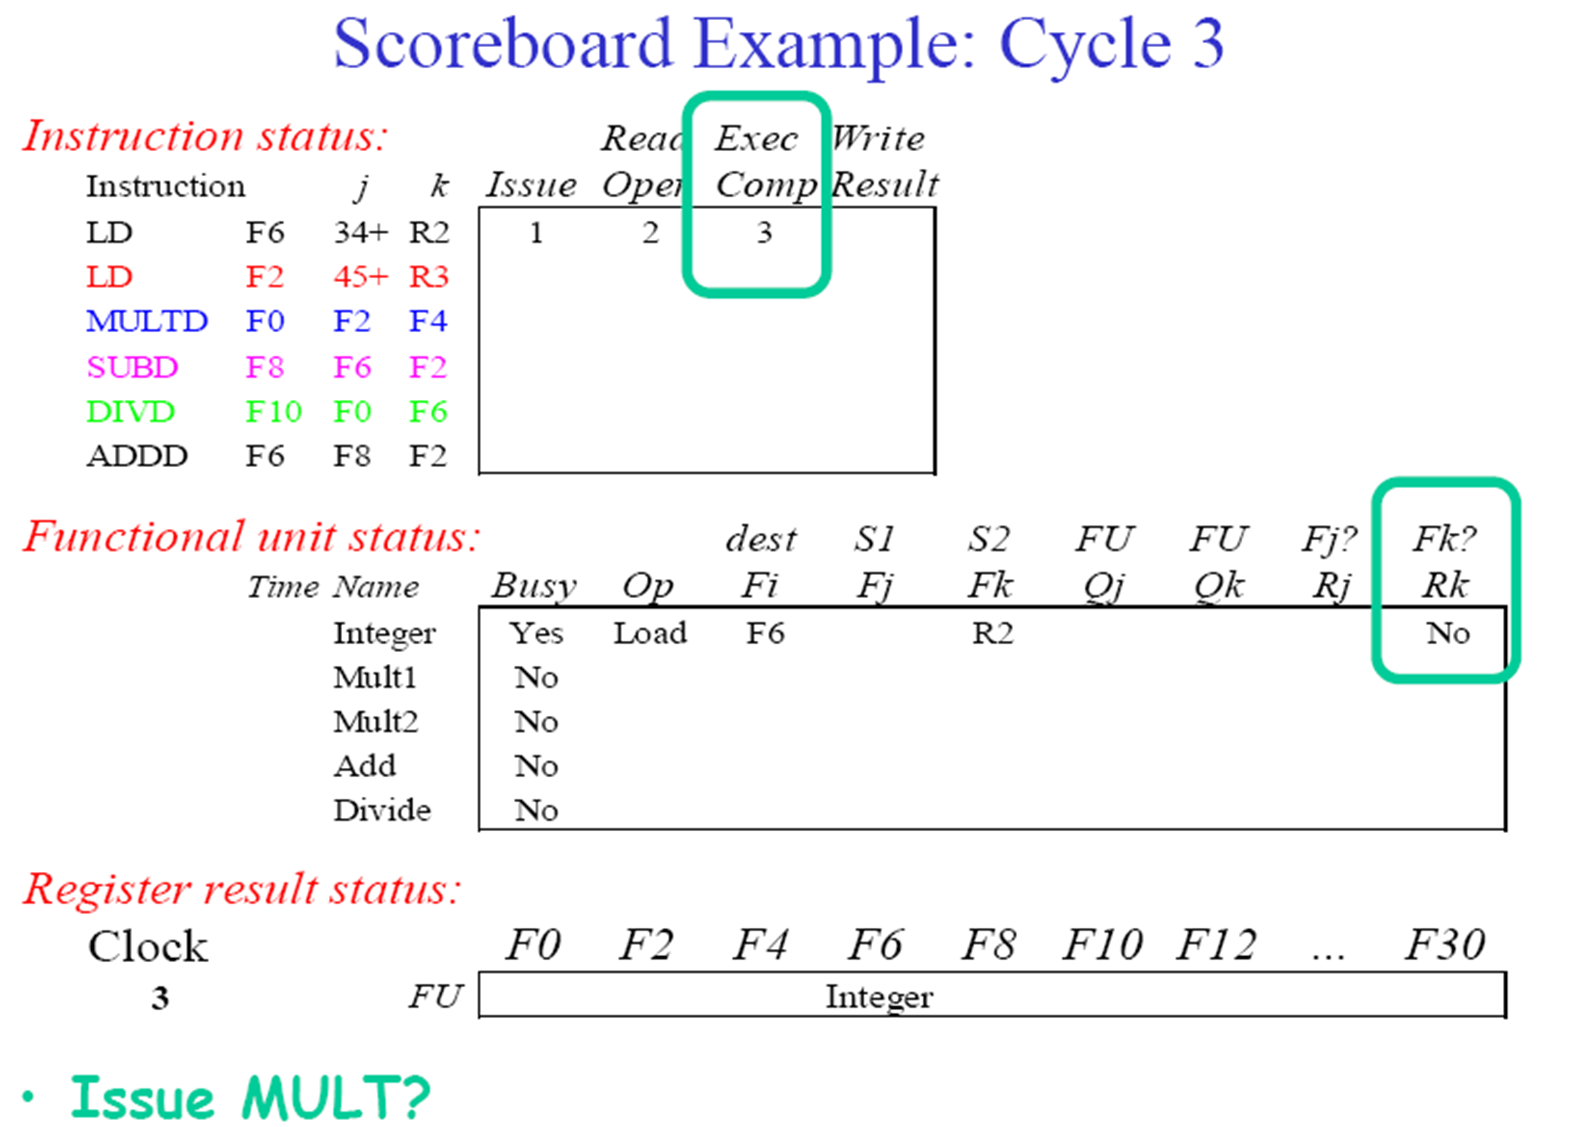 Scoreboard Example: Cycle 3
Instruction status: Read Exec Write
Instruction j k Issue Oper Comp Result
LD F6 34+ R2 1 2 3
LD F2 45+ R3
MULTD F0 F2 F4
SUBD F8 F6 F2
DIVD F10 F0 F6
ADDD F6 F8 F2
Functional unit status: dest S1 S2 FU FU Fj? Fk?
Time Name Busy Op Fi Fj Fk Qj Qk Rj Rk
Integer Yes Load F6 R2 No
Mult1 No
Mult2 No
Add No
Divide No
Register result status:
Clock F0 F2 F4 F6 F8 F10 F12 ... F30
3 FU Integer
• Issue MULT?